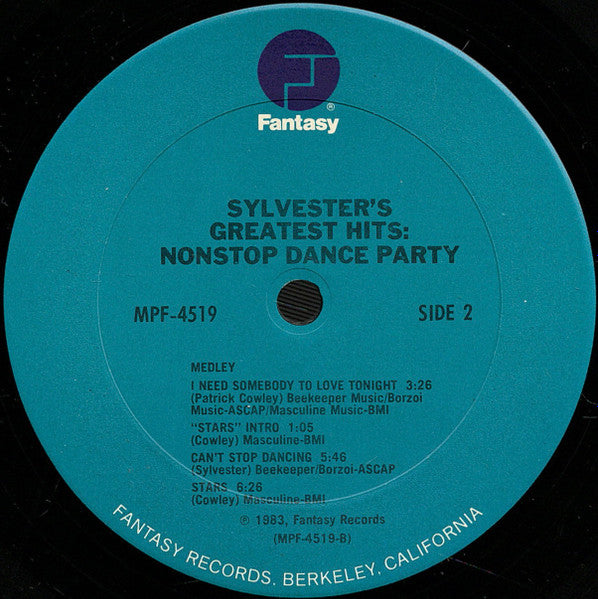 ®
Fantasy
SYLVESTER'S
GREATEST HITS:
NONSTOP DANCE PARTY
MPF-4519
SIDE 2
MEDLEY
I NEED SOMEBODY TO LOVE TONIGHT 3:26
(Patrick Cowley) Beekeeper Music/Borzoi
Music-ASCAP/Masculine Music-BMI
"STARS" INTRO 1:05
(Cowley) Masculine-BMI
CAN'T STOP DANCING 5:46
(Sylvester) Beekeeper/Borzoi-ASCAP
STARS 6:26
(Cowley) Masculine-BMI
℗ 1983, Fantasy Records
(MPF-4519-B)
FANTASY RECORDS. BERKELEY, CALIFORNIA